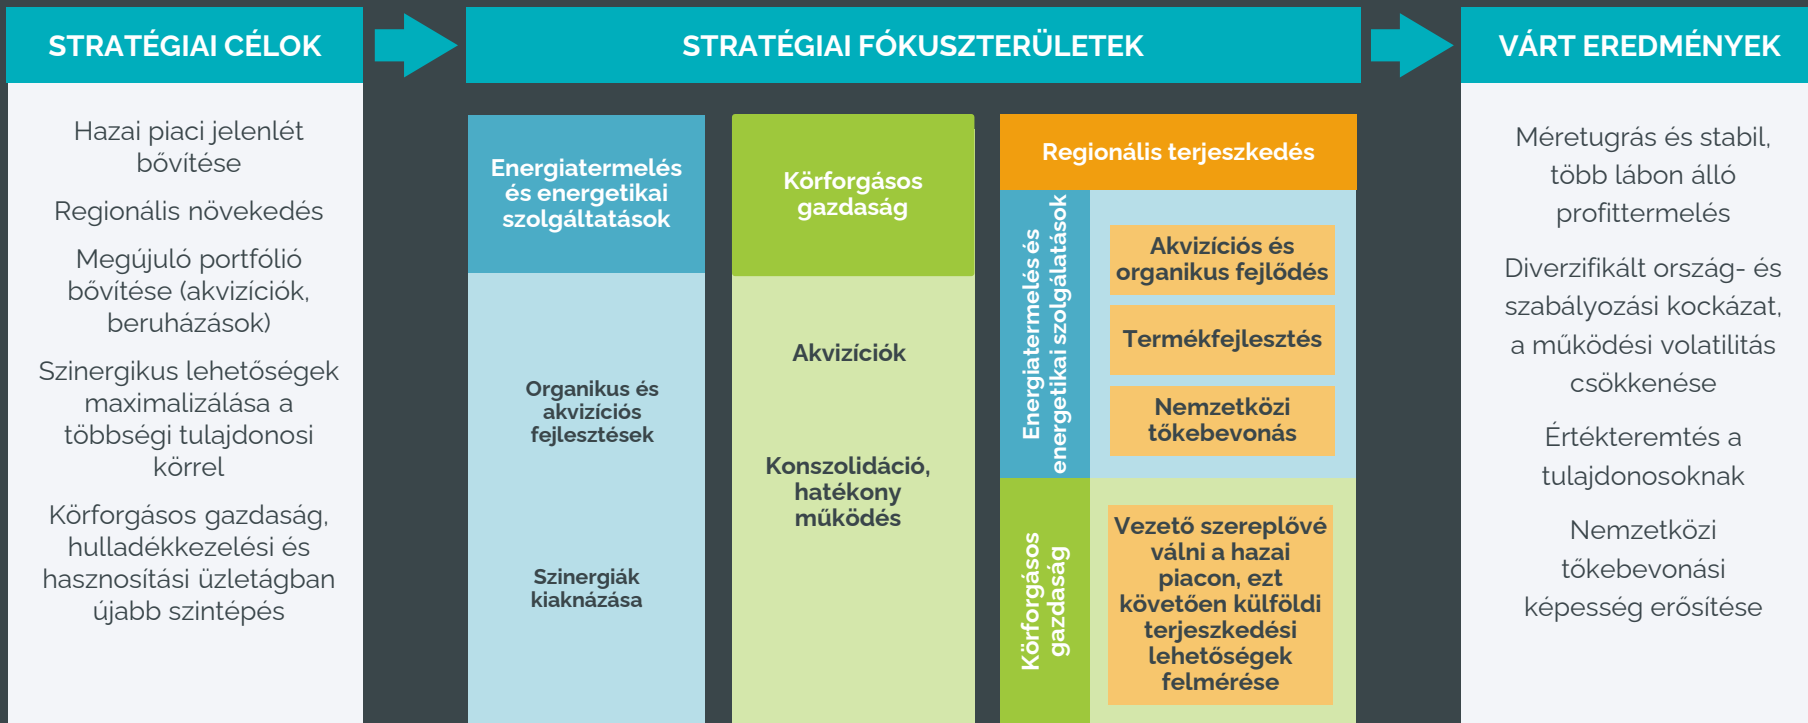 STRATÉGIAI CÉLOK
Hazai piaci jelenlét
bővítése
Regionális növekedés
Megújuló portfólió
bővítése (akvizíciók,
beruházások)
Szinergikus lehetőségek
maximalizálása a
többségi tulajdonosi
körrel
Körforgásos gazdaság,
hulladékkezelési és
hasznosítási üzletágban
újabb szintépés
STRATÉGIAI FÓKUSZTERÜLETEK
Energiatermelés
és energetikai
szolgáltatások
Organikus és
akvizíciós
fejlesztések
Szinergiák
kiaknázása
Körforgásos
gazdaság
Akvizíciók
Konszolidáció,
hatékony
működés
Regionális terjeszkedés
Energiatermelés és
energetikai szolgálatások
Akvizíciós és
organikus fejlődés
Termékfejlesztés
Nemzetközi
tőkebevonás
Körforgásos
gazdaság
Vezető szereplővé
válni a hazai
piacon, ezt
követően külföldi
terjeszkedési
lehetőségek
felmérése
VÁRT EREDMÉNYEK
Méretugrás és stabil,
több lábon álló
profittermelés
Diverzifikált ország- és
szabályozási kockázat,
a működési volatilitás
csökkenése
Értékteremtés a
tulajdonosoknak
Nemzetközi
tőkebevonási
képesség erősítése